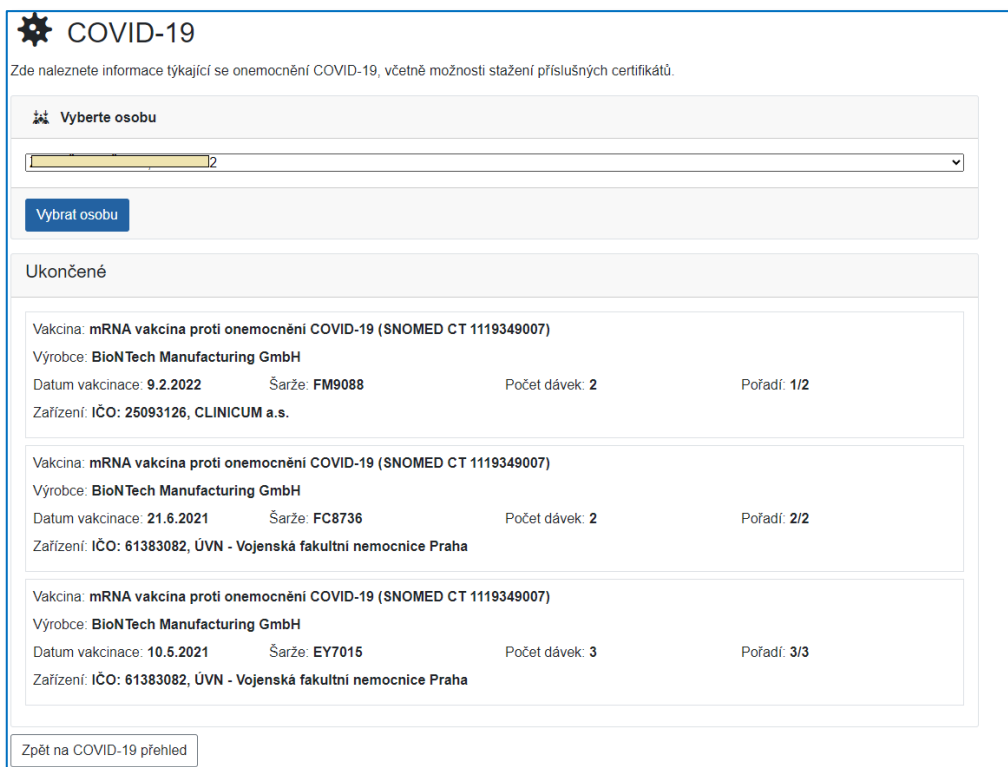 COVID-19
Zde naleznete informace týkající se onemocnění COVID-19, včetně možnosti stažení příslušných certifikátů.
Vyberte osobu
2
Vybrat osobu
Ukončené
Vakcina: mRNA vakcína proti onemocnění COVID-19 (SNOMED CT 1119349007)
Výrobce: BioNTech Manufacturing GmbH
Datum vakcinace: 9.2.2022 Šarže: FM9088 Počet dávek: 2 Pořadí: 1/2
Zařízení: IČO: 25093126, CLINICUM a.s.
Vakcina: mRNA vakcína proti onemocnění COVID-19 (SNOMED CT 1119349007)
Výrobce: BioNTech Manufacturing GmbH
Datum vakcinace: 21.6.2021 Šarže: FC8736 Počet dávek: 2 Pořadí: 2/2
Zařízení: IČO: 61383082, ÚVN - Vojenská fakultní nemocnice Praha
Vakcina: mRNA vakcína proti onemocnění COVID-19 (SNOMED CT 1119349007)
Výrobce: BioNTech Manufacturing GmbH
Datum vakcinace: 10.5.2021 Šarže: EY7015 Počet dávek: 3 Pořadí: 3/3
Zařízení: IČO: 61383082, ÚVN - Vojenská fakultní nemocnice Praha
Zpět na COVID-19 přehled